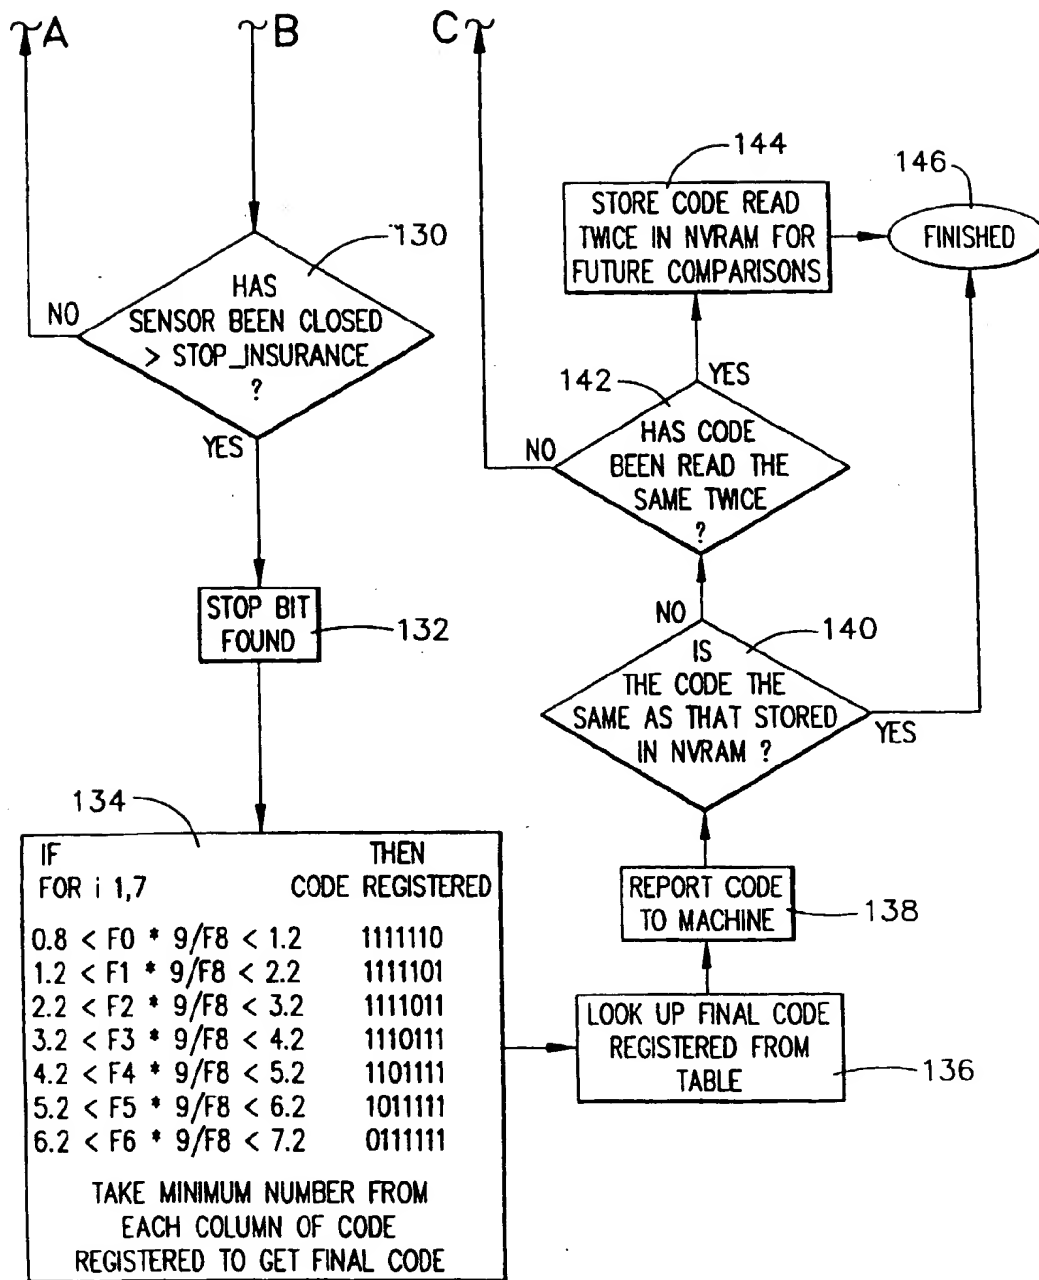 A
B
C
130
HAS
SENSOR BEEN CLOSED
> STOP_INSURANCE
?
NO
YES
STOP BIT
FOUND
132
134
IF THEN
FOR i 1,7 CODE REGISTERED
0.8 < F0 * 9/F8 < 1.2 1111110
1.2 < F1 * 9/F8 < 2.2 1111101
2.2 < F2 * 9/F8 < 3.2 1111011
3.2 < F3 * 9/F8 < 4.2 1110111
4.2 < F4 * 9/F8 < 5.2 1101111
5.2 < F5 * 9/F8 < 6.2 1011111
6.2 < F6 * 9/F8 < 7.2 0111111
TAKE MINIMUM NUMBER FROM
EACH COLUMN OF CODE
REGISTERED TO GET FINAL CODE
LOOK UP FINAL CODE
REGISTERED FROM
TABLE
136
REPORT CODE
TO MACHINE
138
IS
THE CODE THE
SAME AS THAT STORED
IN NVRAM ?
140
NO
YES
HAS CODE
BEEN READ THE
SAME TWICE
?
142
NO
YES
144
STORE CODE READ
TWICE IN NVRAM FOR
FUTURE COMPARISONS
146
FINISHED